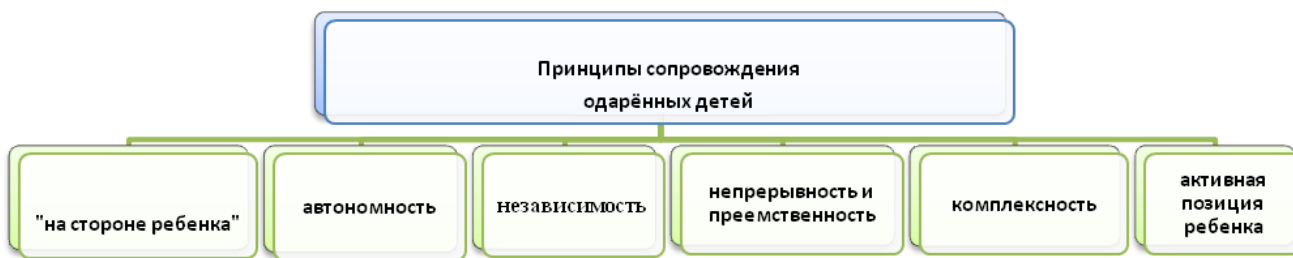 Принципы сопровождения
одарённых детей
"на стороне ребенка"
автономность
независимость
непрерывность и
преемственность
комплексность
активная
позиция
ребенка